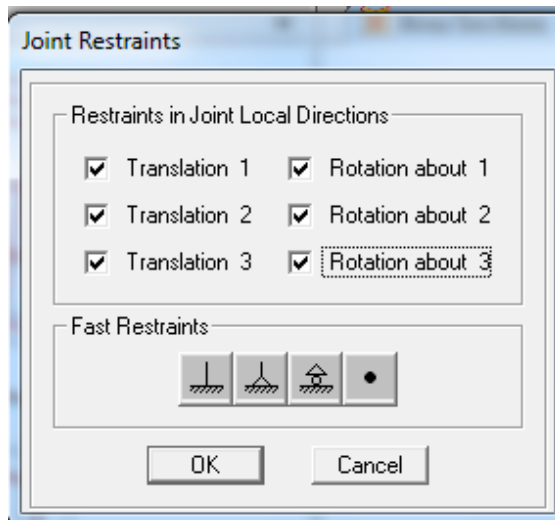 Joint Restraints
Restraints in Joint Local Directions
Translation 1 Rotation about 1
Translation 2 Rotation about 2
Translation 3 Rotation about 3
Fast Restraints
OK Cancel